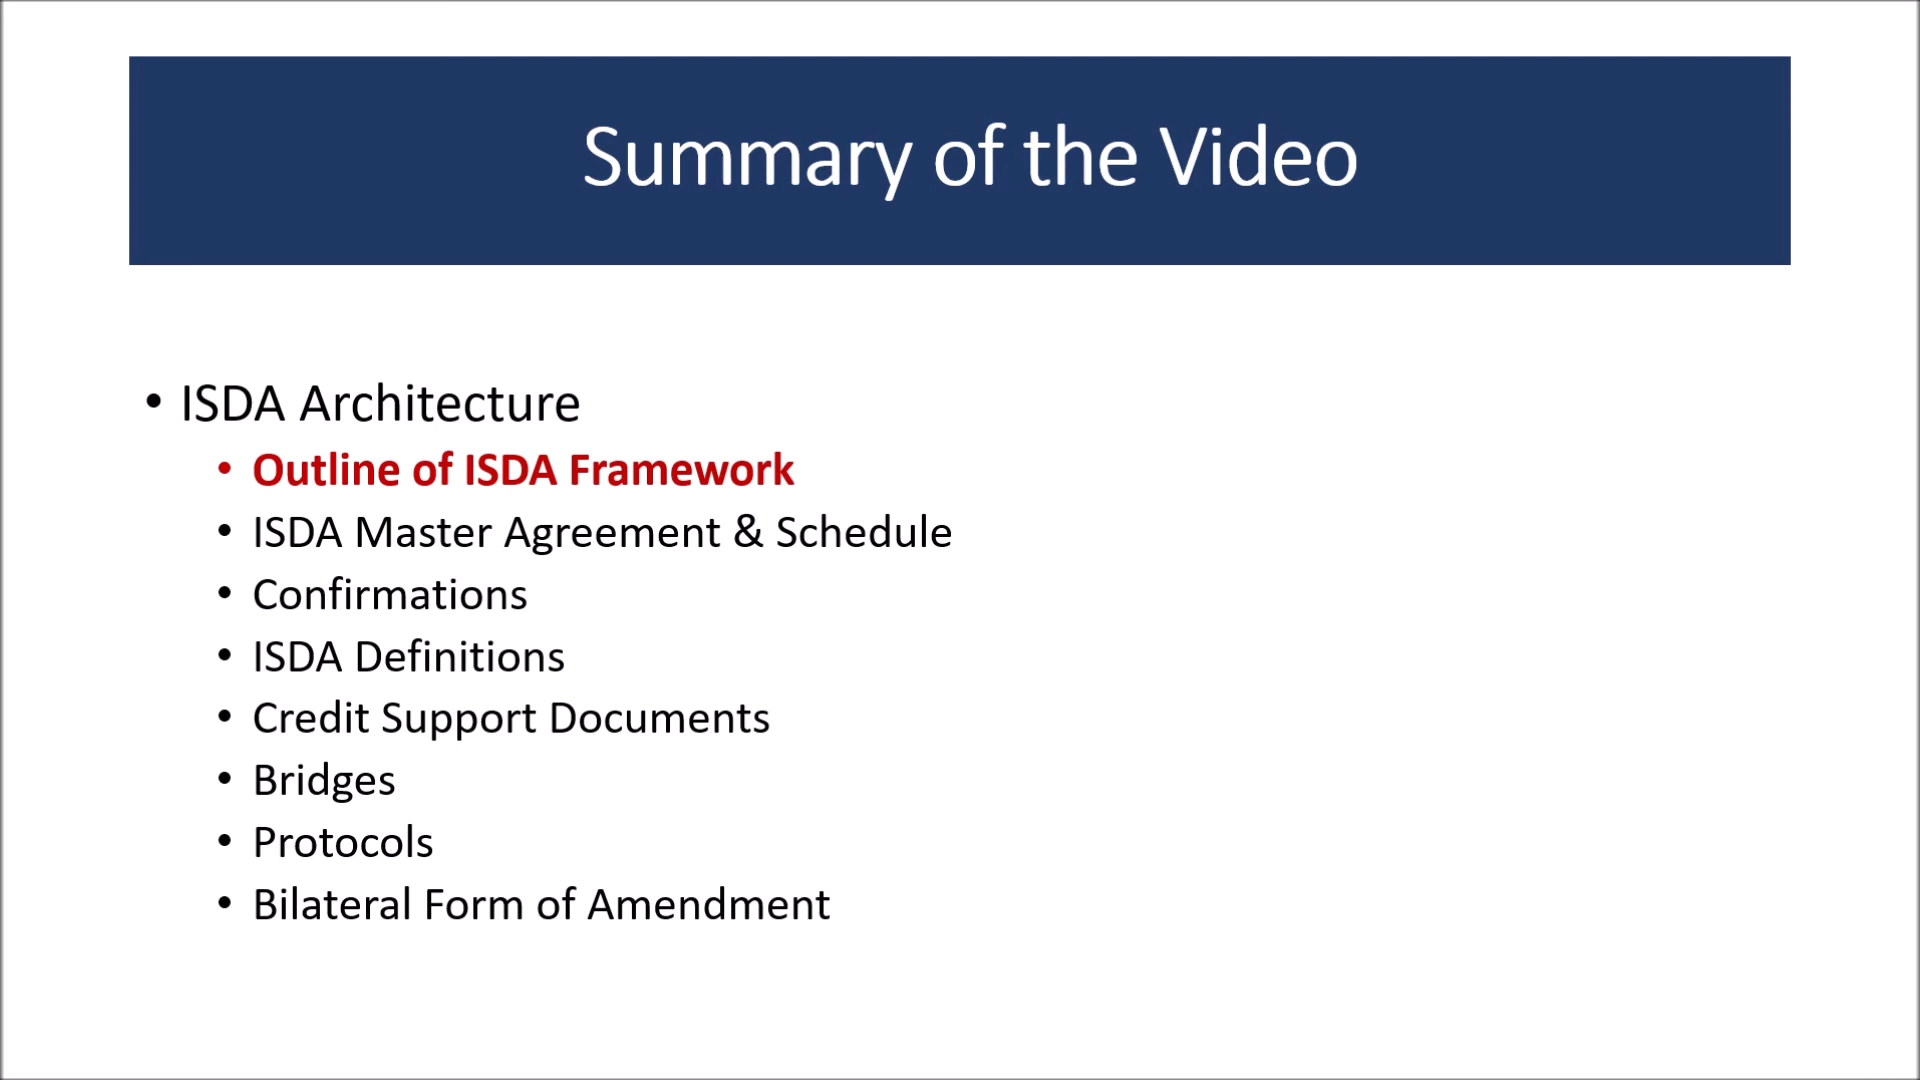 Summary of the Video
• ISDA Architecture
• Outline of ISDA Framework
• ISDA Master Agreement & Schedule
• Confirmations
• ISDA Definitions
• Credit Support Documents
• Bridges
• Protocols
• Bilateral Form of Amendment